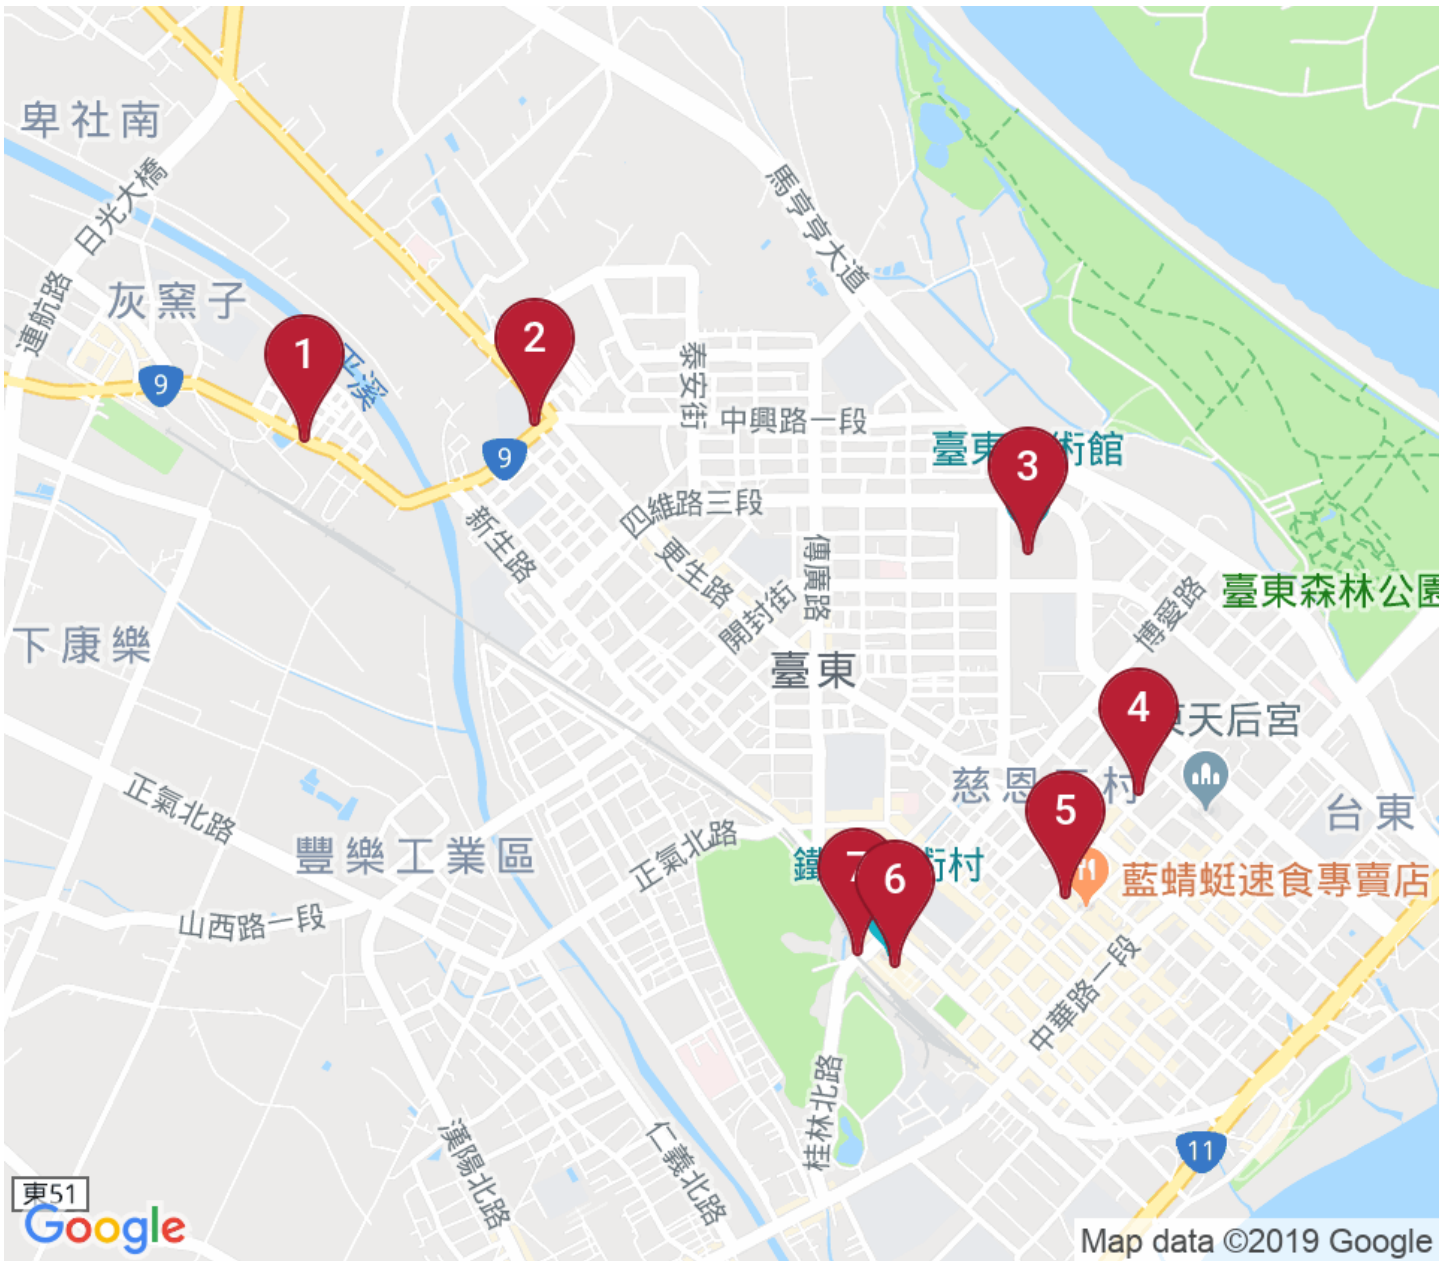 卑社南
日光大橋
連航路
灰窯子
平溪
1
2
9
9
馬亨亨大道
泰安街
中興路一段
臺東 術館
3
四維路三段
新生路
更生路
開封街
傳廣路
博愛路
臺東森林公園
下康樂
臺東
4
天后宮
慈恩 村
5
台東
正氣北路
豐樂工業區
正氣北路
鐵 術村
7
6
藍蜻蜓速食專賣店
山西路一段
中華路一段
桂林北路
漢陽北路
仁義北路
11
東51
Google
Map data ©2019 Google